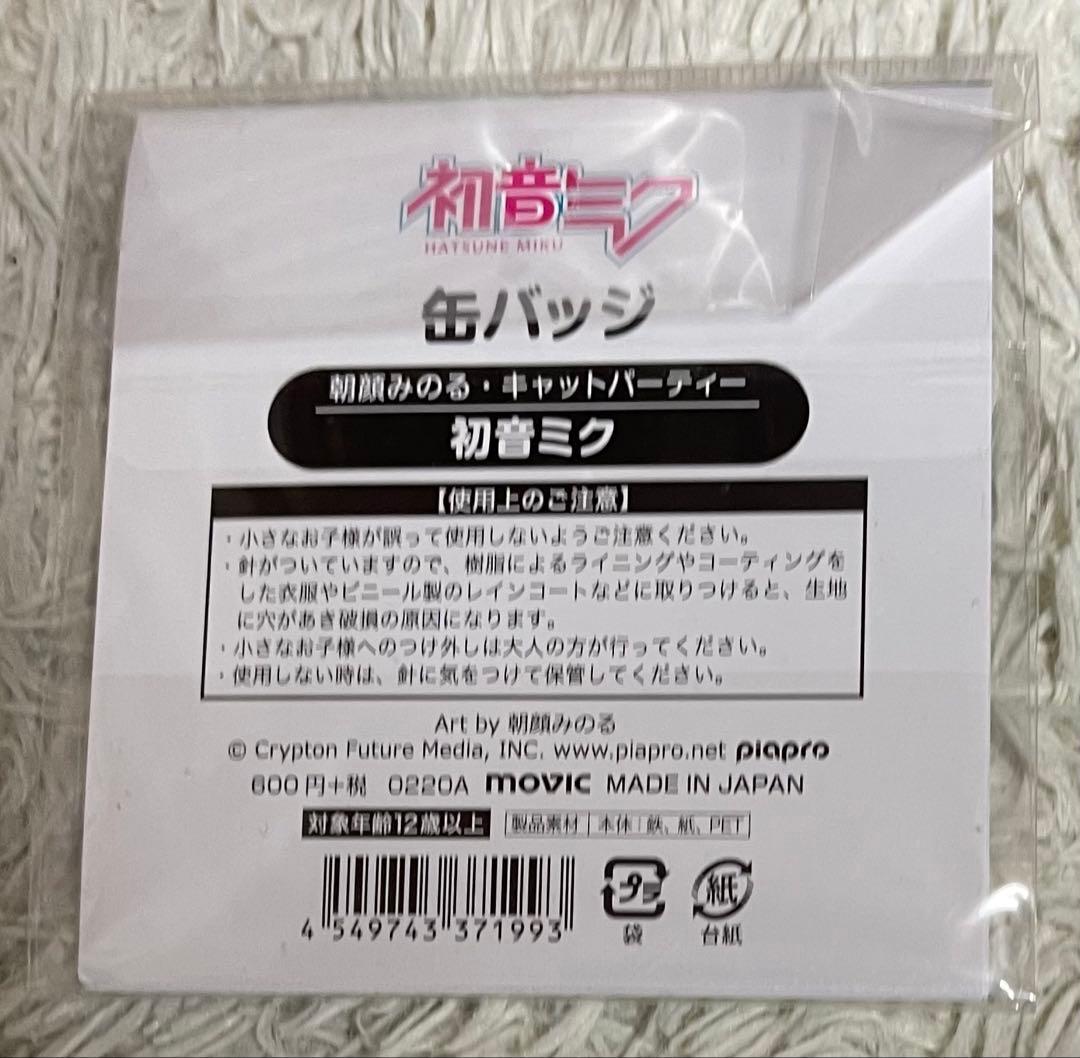 初音ミク
HATSUNE MIKU
缶バッジ
朝顔みのる・キャットパーティー
初音ミク
【使用上のご注意】
・小さなお子様が誤って使用しないようご注意ください。
・針がついていますので、樹脂によるライニングやコーティングを
した衣服やビニール製のレインコートなどに取りつけると、生地
に穴があき破損の原因になります。
・小さなお子様へのつけ外しは大人の方が行ってください。
・使用しない時は、針に気をつけて保管してください。
Art by 朝顔みのる
© Crypton Future Media, INC. www.piapro.net piapro
600円+税 0220A movic MADE IN JAPAN
対象年齢12歳以上 製品素材 本体:鉄、紙、PET
4 549743 371993
プラ 紙
袋 台紙